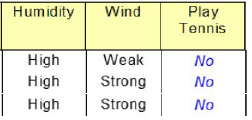 Humidity Wind Play
Tennis
High Weak No
High Strong No
High Strong No